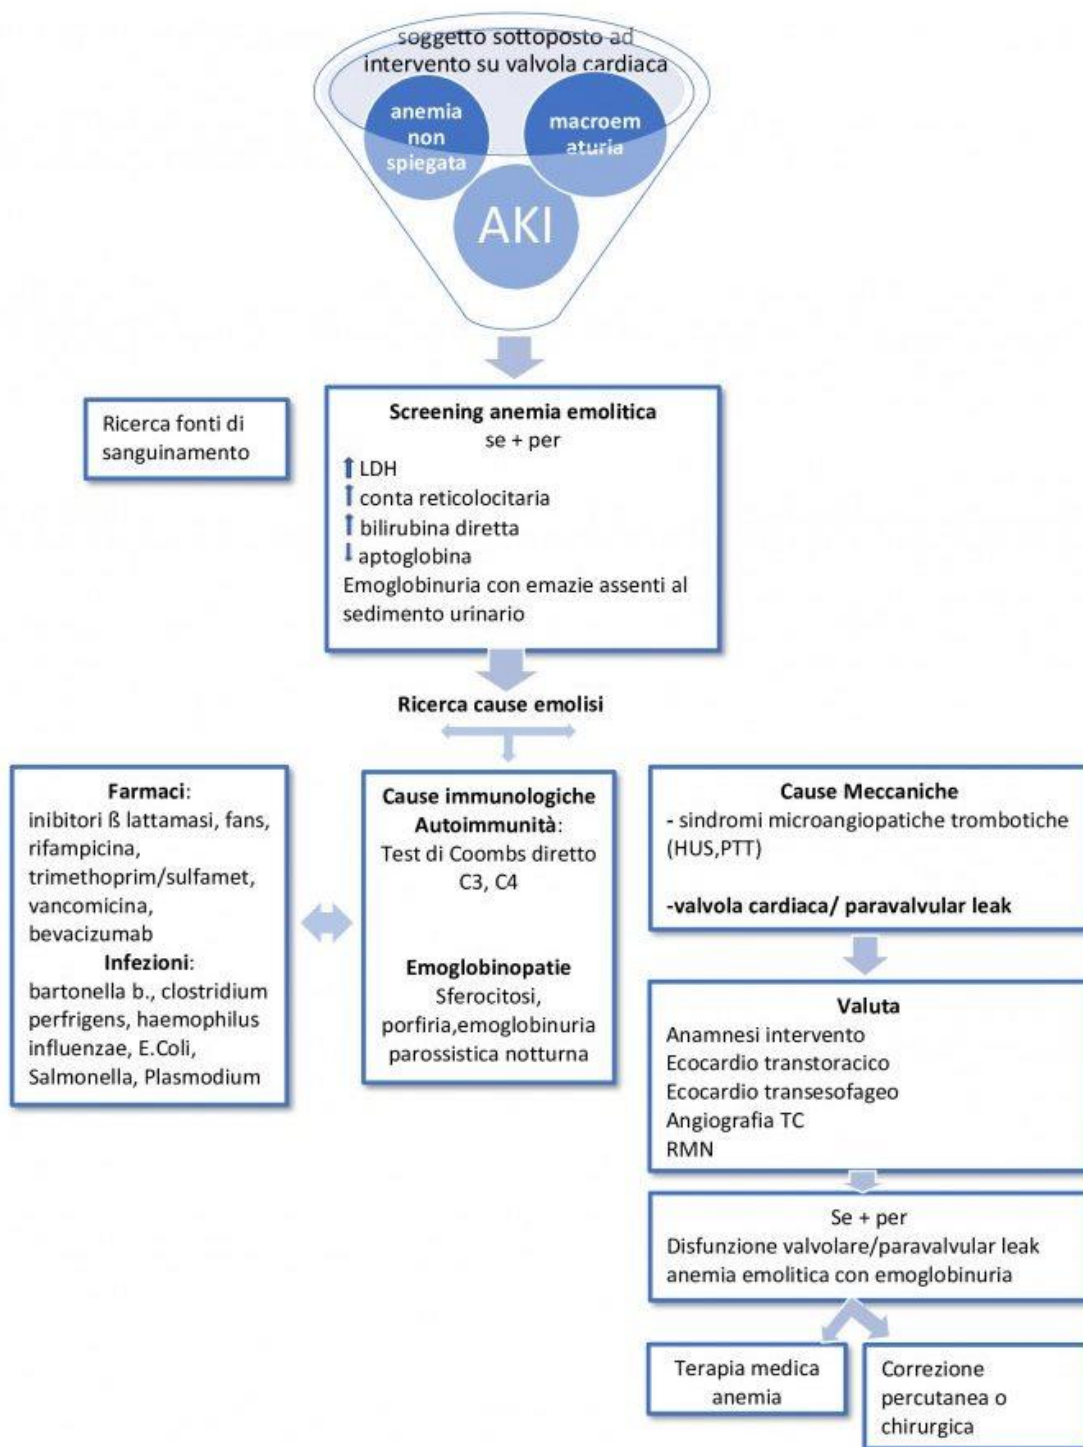 soggetto sottoposto ad
intervento su valvola cardiaca
anemia
non
spiegata
macroem
aturia
AKI
Ricerca fonti di
sanguinamento
Screening anemia emolitica
se + per
LDH
conta reticolocitaria
bilirubina diretta
aptoglobina
Emoglobinuria con emazie assenti al
sedimento urinario
Ricerca cause emolisi
Farmaci:
inibitori ß lattamasi, fans,
rifampicina,
trimethoprim/sulfamet,
vancomicina,
bevacizumab
Infezioni:
bartonella b., clostridium
perfrigens, haemophilus
influenzae, E.Coli,
Salmonella, Plasmodium
Cause immunologiche
Autoimmunità:
Test di Coombs diretto
C3, C4
Emoglobinopatie
Sferocitosi,
porfiria,emoglobinuria
parossistica notturna
Cause Meccaniche
- sindromi microangiopatiche trombotiche
(HUS,PTT)
-valvola cardiaca/ paravalvular leak
Valuta
Anamnesi intervento
Ecocardio transtoracico
Ecocardio transesofageo
Angiografia TC
RMN
Se + per
Disfunzione valvolare/paravalvular leak
anemia emolitica con emoglobinuria
Terapia medica
anemia
Correzione
percutanea o
chirurgica